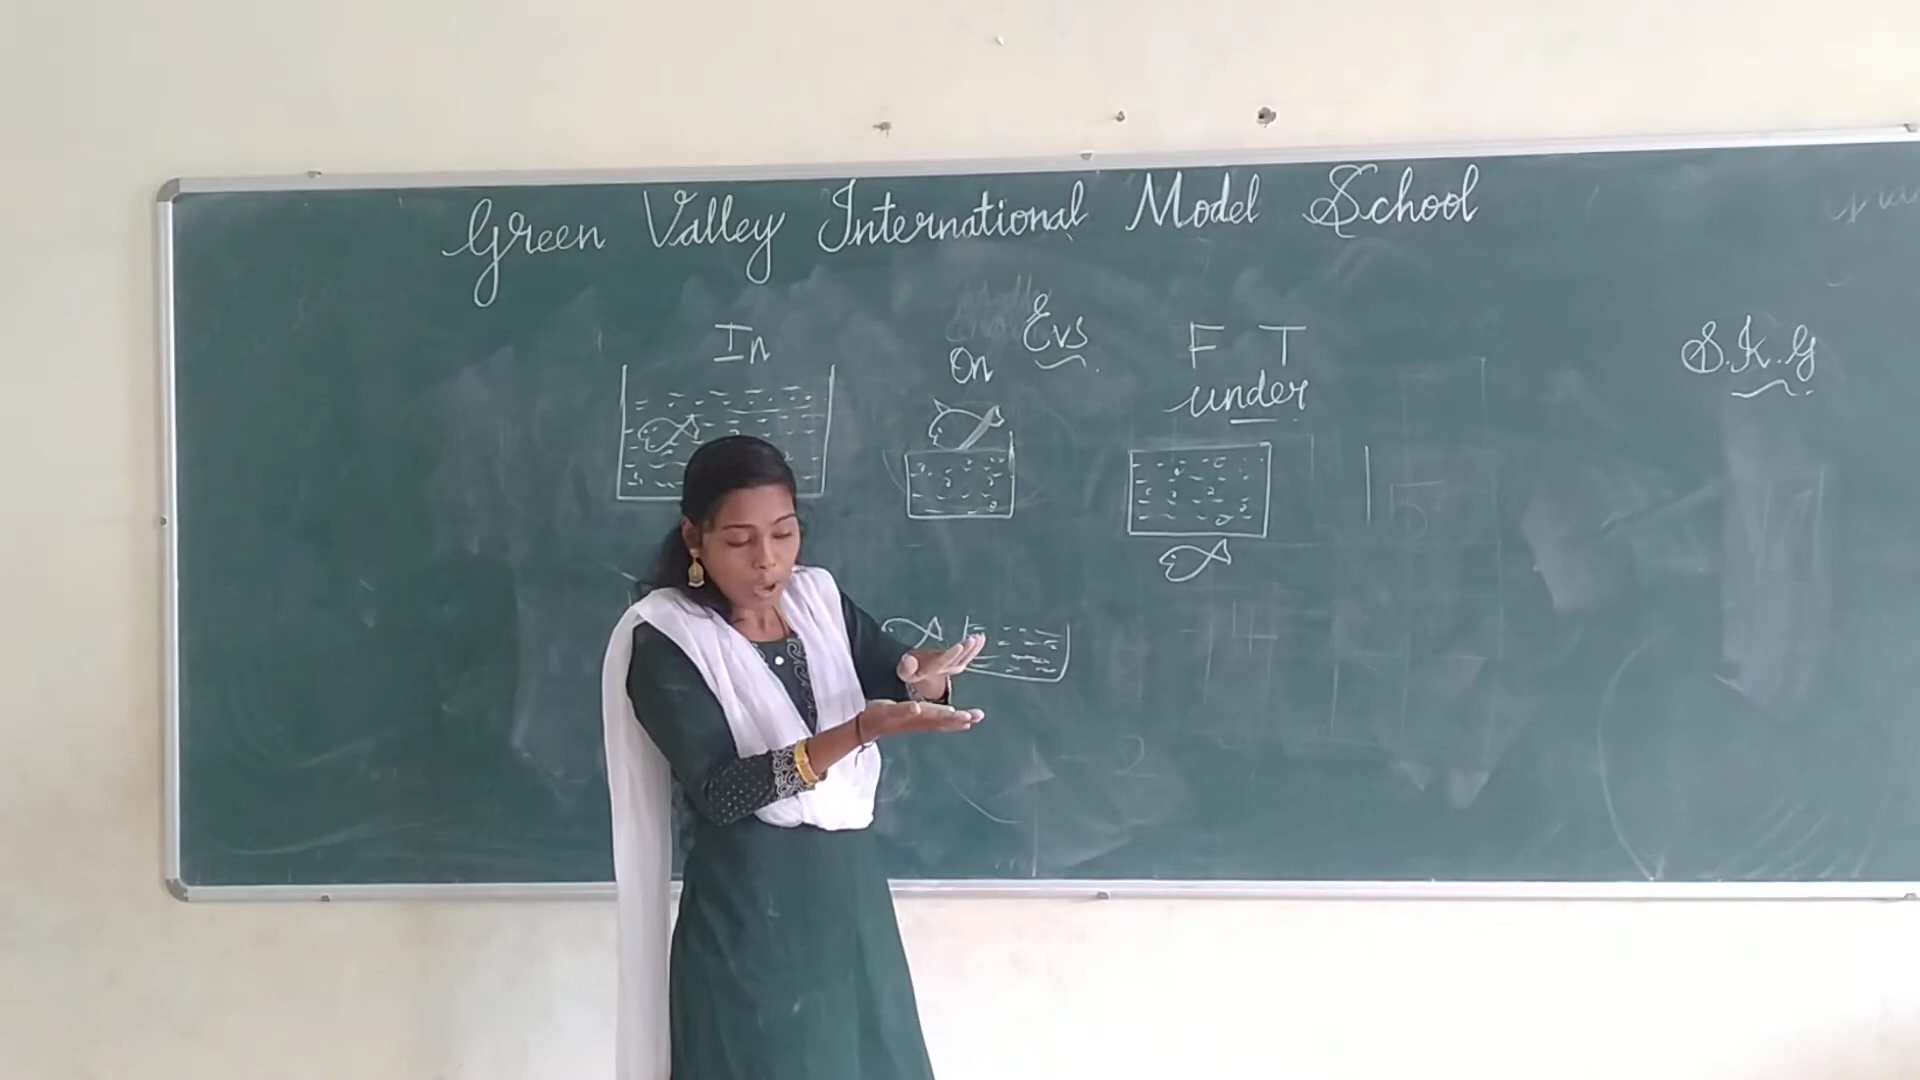 Green Valley International Model School
Evs
In
On
F T
under
S.K.G